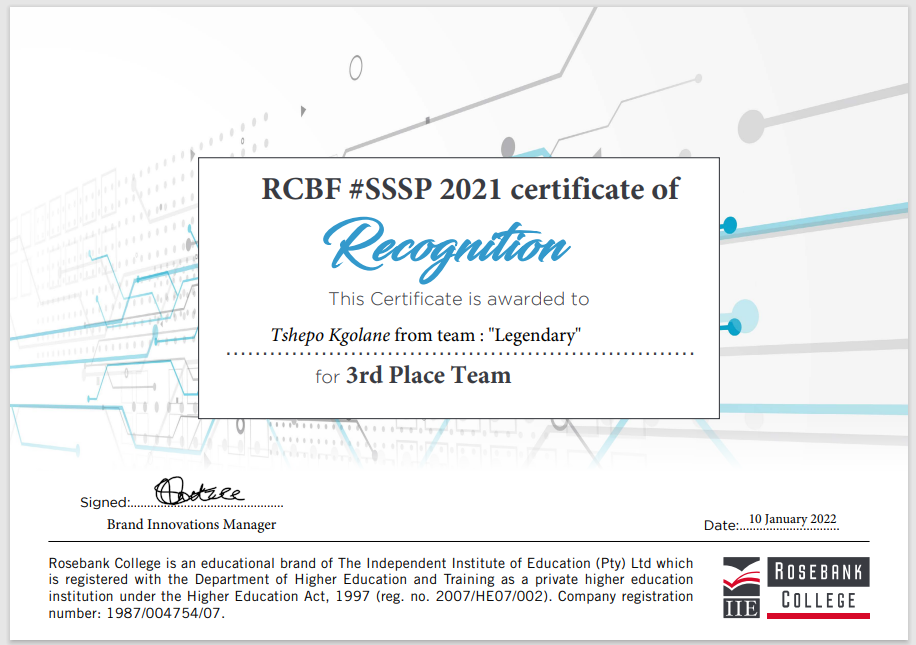 RCBF #SSSP 2021 certificate of
Recognition
This Certificate is awarded to
Tshepo Kgolane from team : "Legendary"
for 3rd Place Team
Signed:
Brand Innovations Manager
Date: 10 January 2022
Rosebank College is an educational brand of The Independent Institute of Education (Pty) Ltd which
is registered with the Department of Higher Education and Training as a private higher education
institution under the Higher Education Act, 1997 (reg. no. 2007/HE07/002). Company registration
number: 1987/004754/07.
IIE
ROSEBANK
COLLEGE